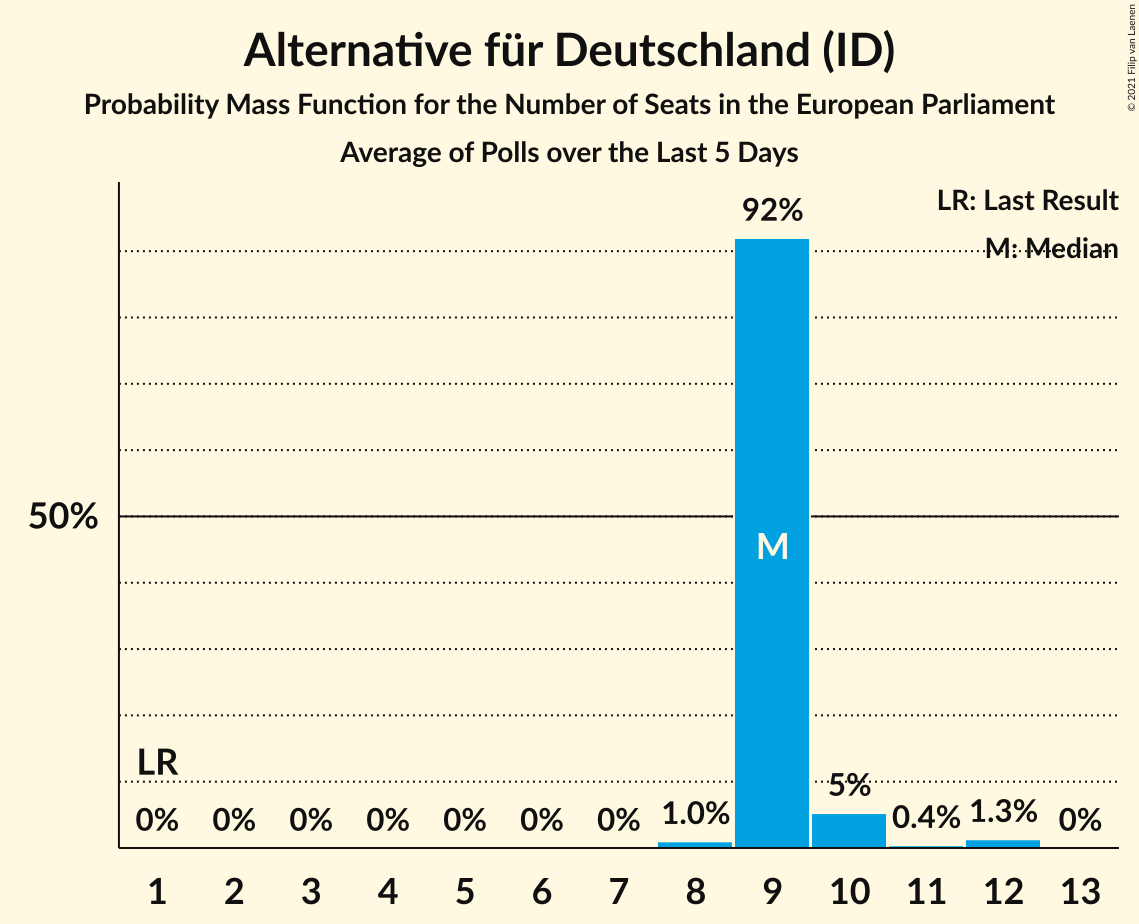 Alternative für Deutschland (ID)
Probability Mass Function for the Number of Seats in the European Parliament
Average of Polls over the Last 5 Days
© 2021 Filip van Laenen
LR: Last Result
M: Median
92%
50%
M
LR
0% 0% 0% 0% 0% 0% 0% 1.0% 5% 0.4% 1.3% 0%
1 2 3 4 5 6 7 8 9 10 11 12 13